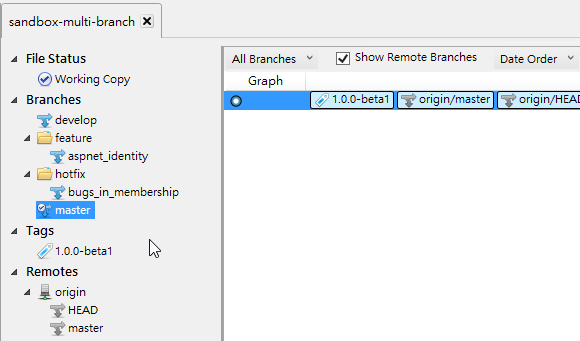 sandbox-multi-branch
File Status
Working Copy
Branches
develop
feature
aspnet_identity
hotfix
bugs_in_membership
master
Tags
1.0.0-beta1
Remotes
origin
HEAD
master
All Branches
Show Remote Branches
Date Order
Graph
1.0.0-beta1
origin/master
origin/HEA